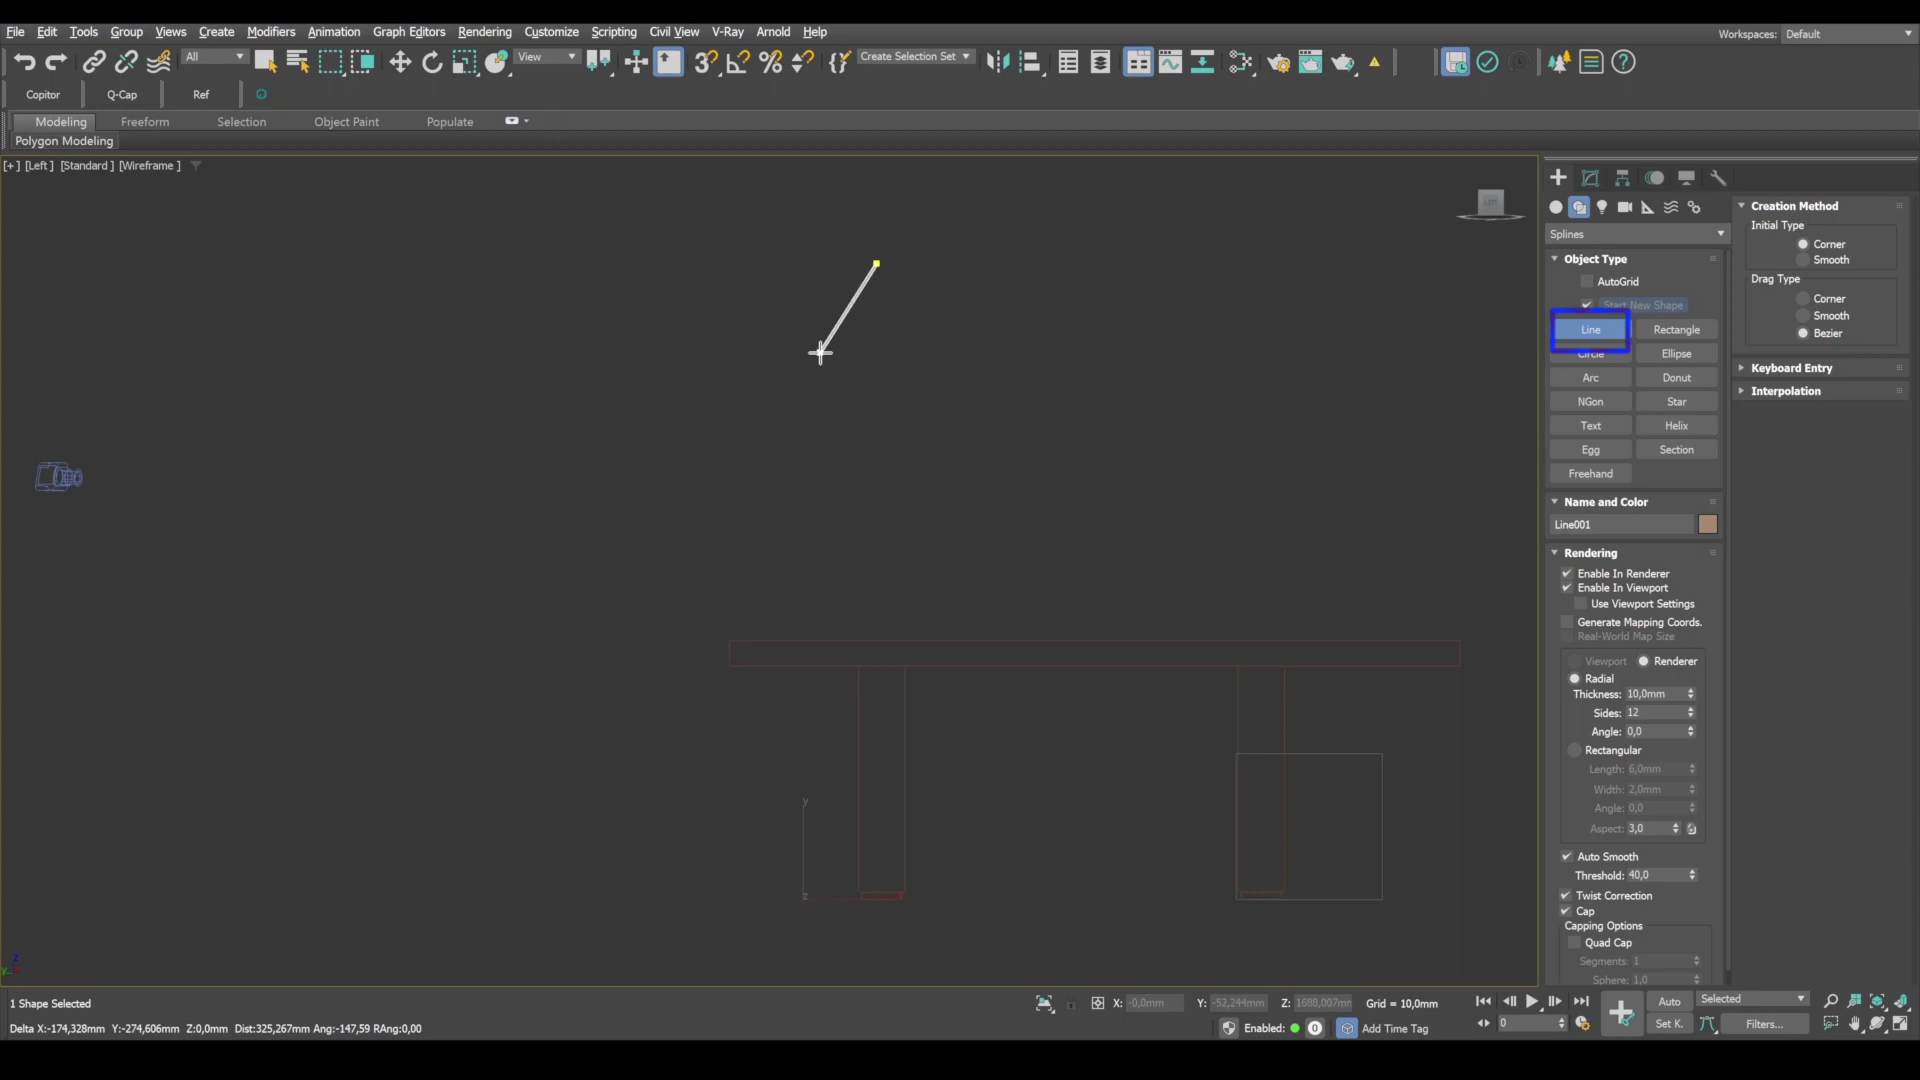 File Edit Tools Group Views Create Modifiers Animation Graph Editors Rendering Customize Scripting Civil View V-Ray Arnold Help
Workspaces: Default
All View Create Selection Set
Copitor Q-Cap Ref
Modeling Freeform Selection Object Paint Populate
Polygon Modeling
[+] [Left] [Standard] [Wireframe]
LEFT
y
z
z
y
Splines
Object Type
AutoGrid
Start New Shape
Line Rectangle
Circle Ellipse
Arc Donut
NGon Star
Text Helix
Egg Section
Freehand
Name and Color
Line001
Rendering
Enable In Renderer
Enable In Viewport
Use Viewport Settings
Generate Mapping Coords.
Real-World Map Size
Viewport Renderer
Radial
Thickness: 10,0mm
Sides: 12
Angle: 0,0
Rectangular
Length: 6,0mm
Width: 2,0mm
Angle: 0,0
Aspect: 3,0
Auto Smooth
Threshold: 40,0
Twist Correction
Cap
Capping Options
Quad Cap
Segments: 1
Sphere: 1,0
Creation Method
Initial Type
Corner
Smooth
Drag Type
Corner
Smooth
Bezier
Keyboard Entry
Interpolation
1 Shape Selected
X: -0,0mm Y: -52,244mm Z: 1688,007mm Grid = 10,0mm
Auto Selected
Delta X:-174,328mm Y:-274,606mm Z:0,0mm Dist:325,267mm Ang:-147,59 RAng:0,00
Enabled: 0 Add Time Tag
0
Set K. Filters...